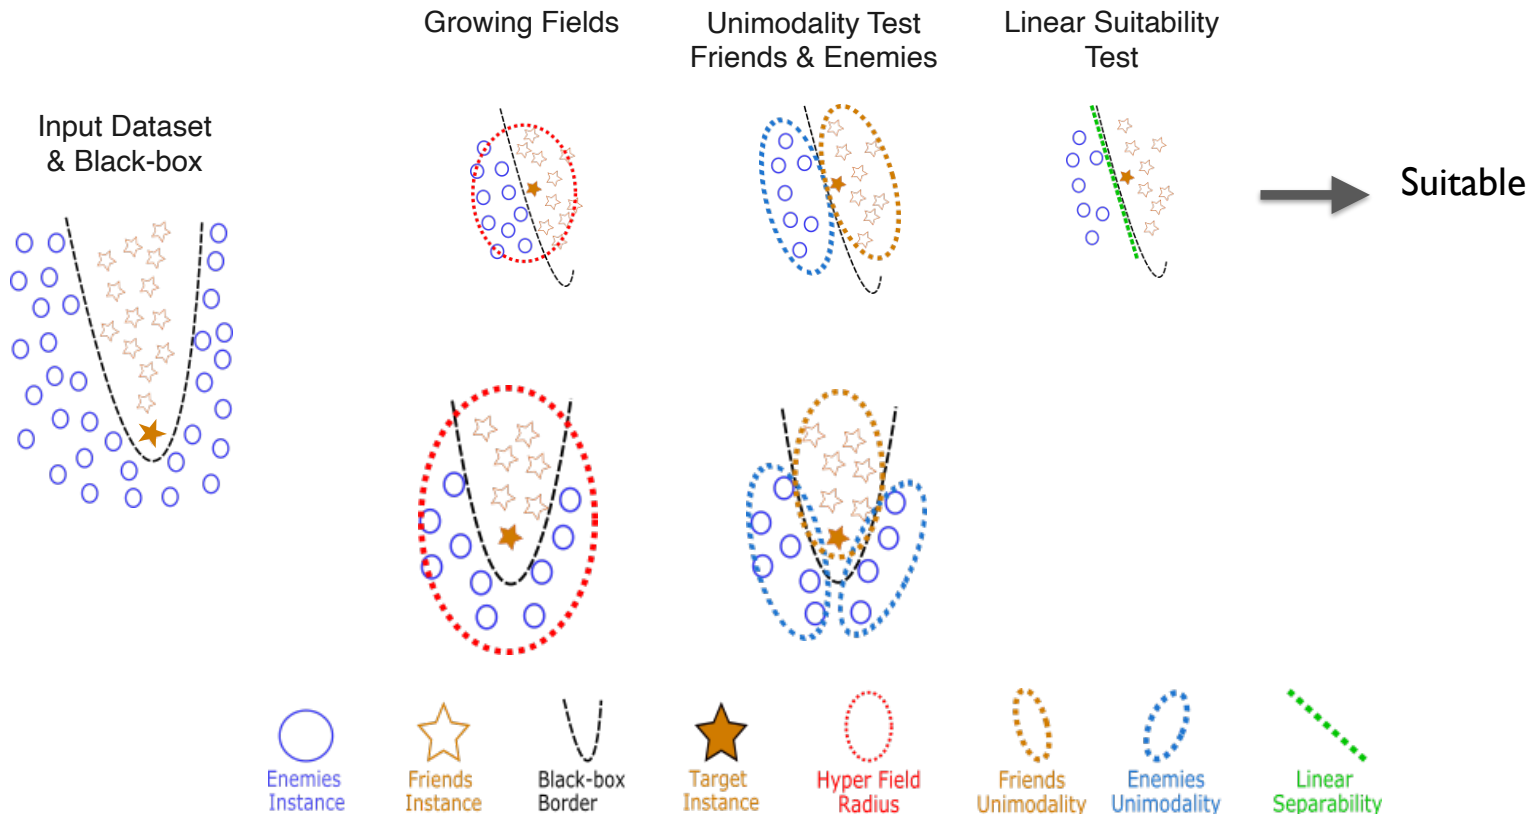 Growing Fields
Unimodality Test
Friends & Enemies
Linear Suitability
Test
Input Dataset
& Black-box
Suitable
Enemies
Instance
Friends
Instance
Black-box
Border
Target
Instance
Hyper Field
Radius
Friends
Unimodality
Enemies
Unimodality
Linear
Separability